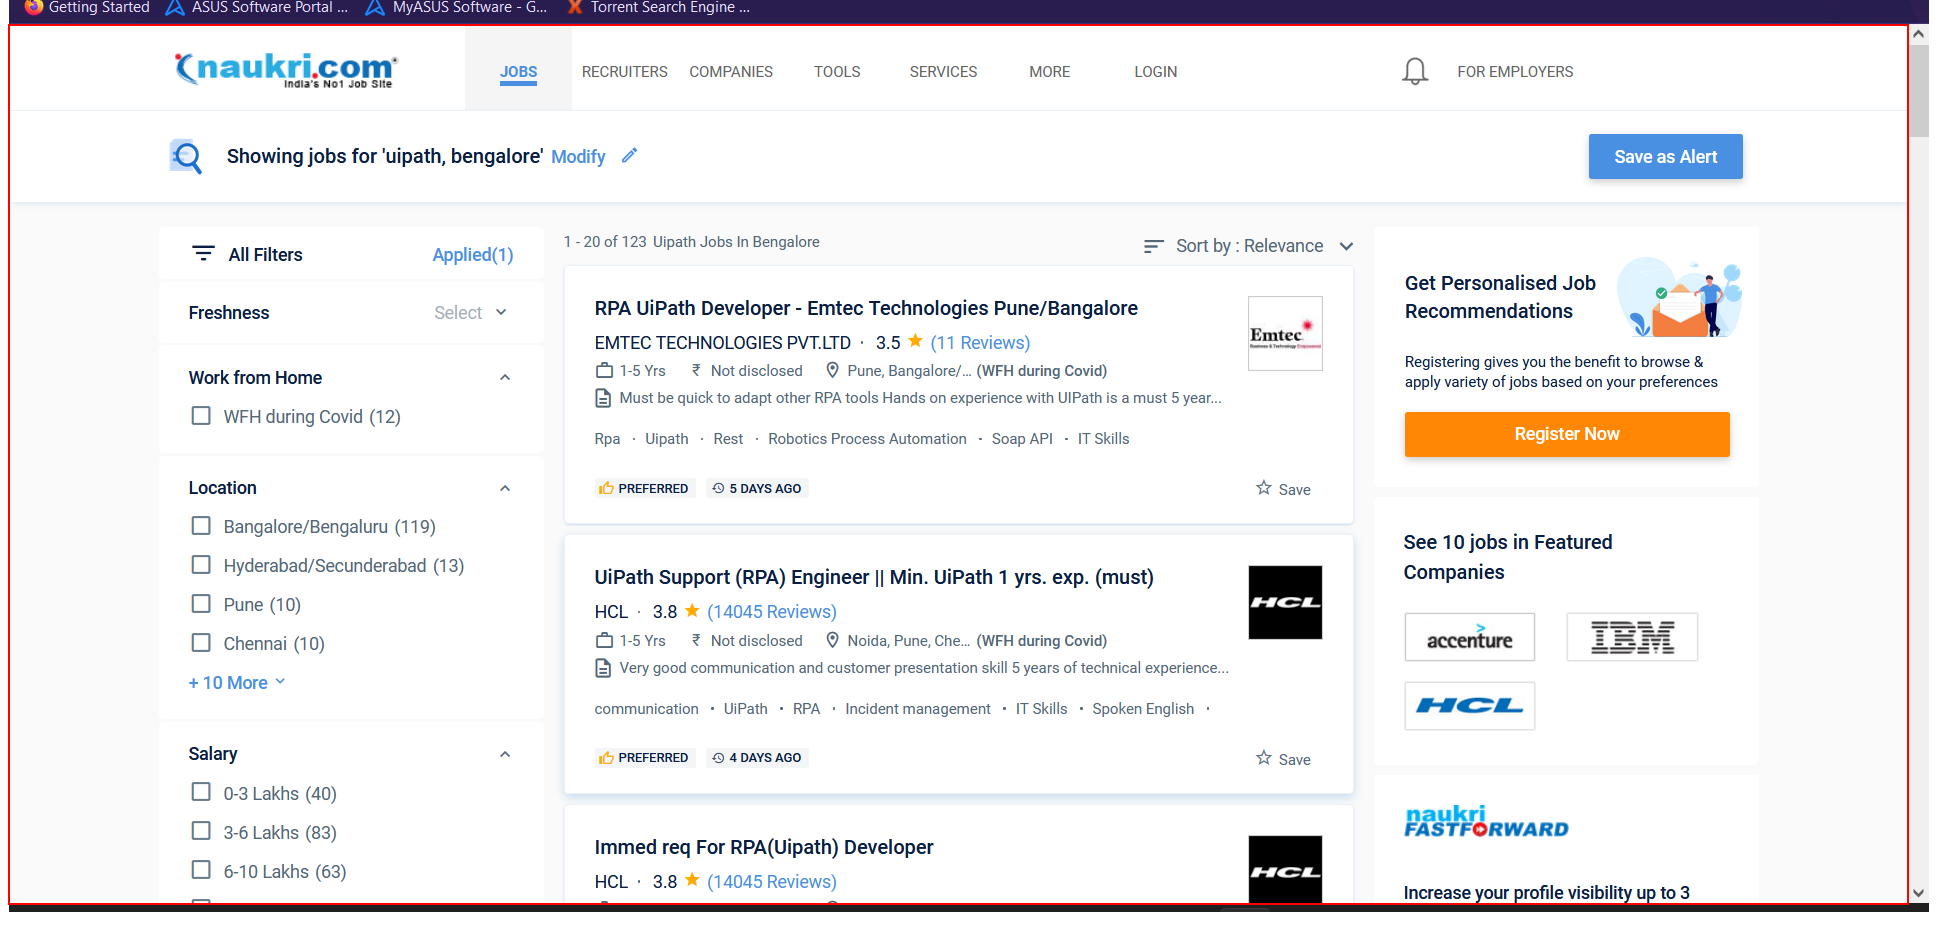 Getting Started ASUS Software Portal ... MyASUS Software - G... Torrent Search Engine ...
naukri.com
India's No1 Job Site
JOBS RECRUITERS COMPANIES TOOLS SERVICES MORE LOGIN FOR EMPLOYERS
Showing jobs for 'uipath, bengalore' Modify
Save as Alert
All Filters Applied(1)
Freshness Select
Work from Home
WFH during Covid (12)
Location
Bangalore/Bengaluru (119)
Hyderabad/Secunderabad (13)
Pune (10)
Chennai (10)
+ 10 More
Salary
0-3 Lakhs (40)
3-6 Lakhs (83)
6-10 Lakhs (63)
1 - 20 of 123 Uipath Jobs In Bengalore
Sort by : Relevance
RPA UiPath Developer - Emtec Technologies Pune/Bangalore
EMTEC TECHNOLOGIES PVT.LTD · 3.5 ★ (11 Reviews)
1-5 Yrs ₹ Not disclosed Pune, Bangalore/... (WFH during Covid)
Must be quick to adapt other RPA tools Hands on experience with UIPath is a must 5 year...
Rpa · Uipath · Rest · Robotics Process Automation · Soap API · IT Skills
PREFERRED 5 DAYS AGO
Save
Emtec
UiPath Support (RPA) Engineer || Min. UiPath 1 yrs. exp. (must)
HCL · 3.8 ★ (14045 Reviews)
1-5 Yrs ₹ Not disclosed Noida, Pune, Che... (WFH during Covid)
Very good communication and customer presentation skill 5 years of technical experience...
communication · UiPath · RPA · Incident management · IT Skills · Spoken English ·
PREFERRED 4 DAYS AGO
Save
HCL
Immed req For RPA(Uipath) Developer
HCL · 3.8 ★ (14045 Reviews)
HCL
Get Personalised Job
Recommendations
Registering gives you the benefit to browse &
apply variety of jobs based on your preferences
Register Now
See 10 jobs in Featured
Companies
accenture
IBM
HCL
naukri
FASTFORWARD
Increase your profile visibility up to 3